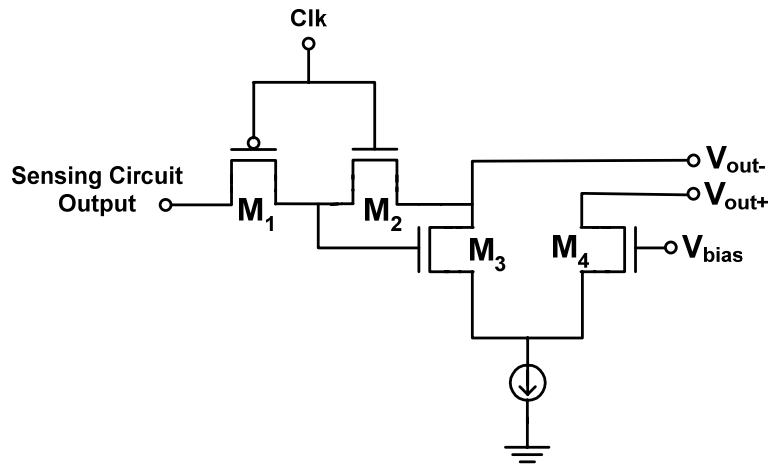 Clk
Sensing Circuit
Output
M1
M2
M3
M4
Vout-
Vout+
Vbias